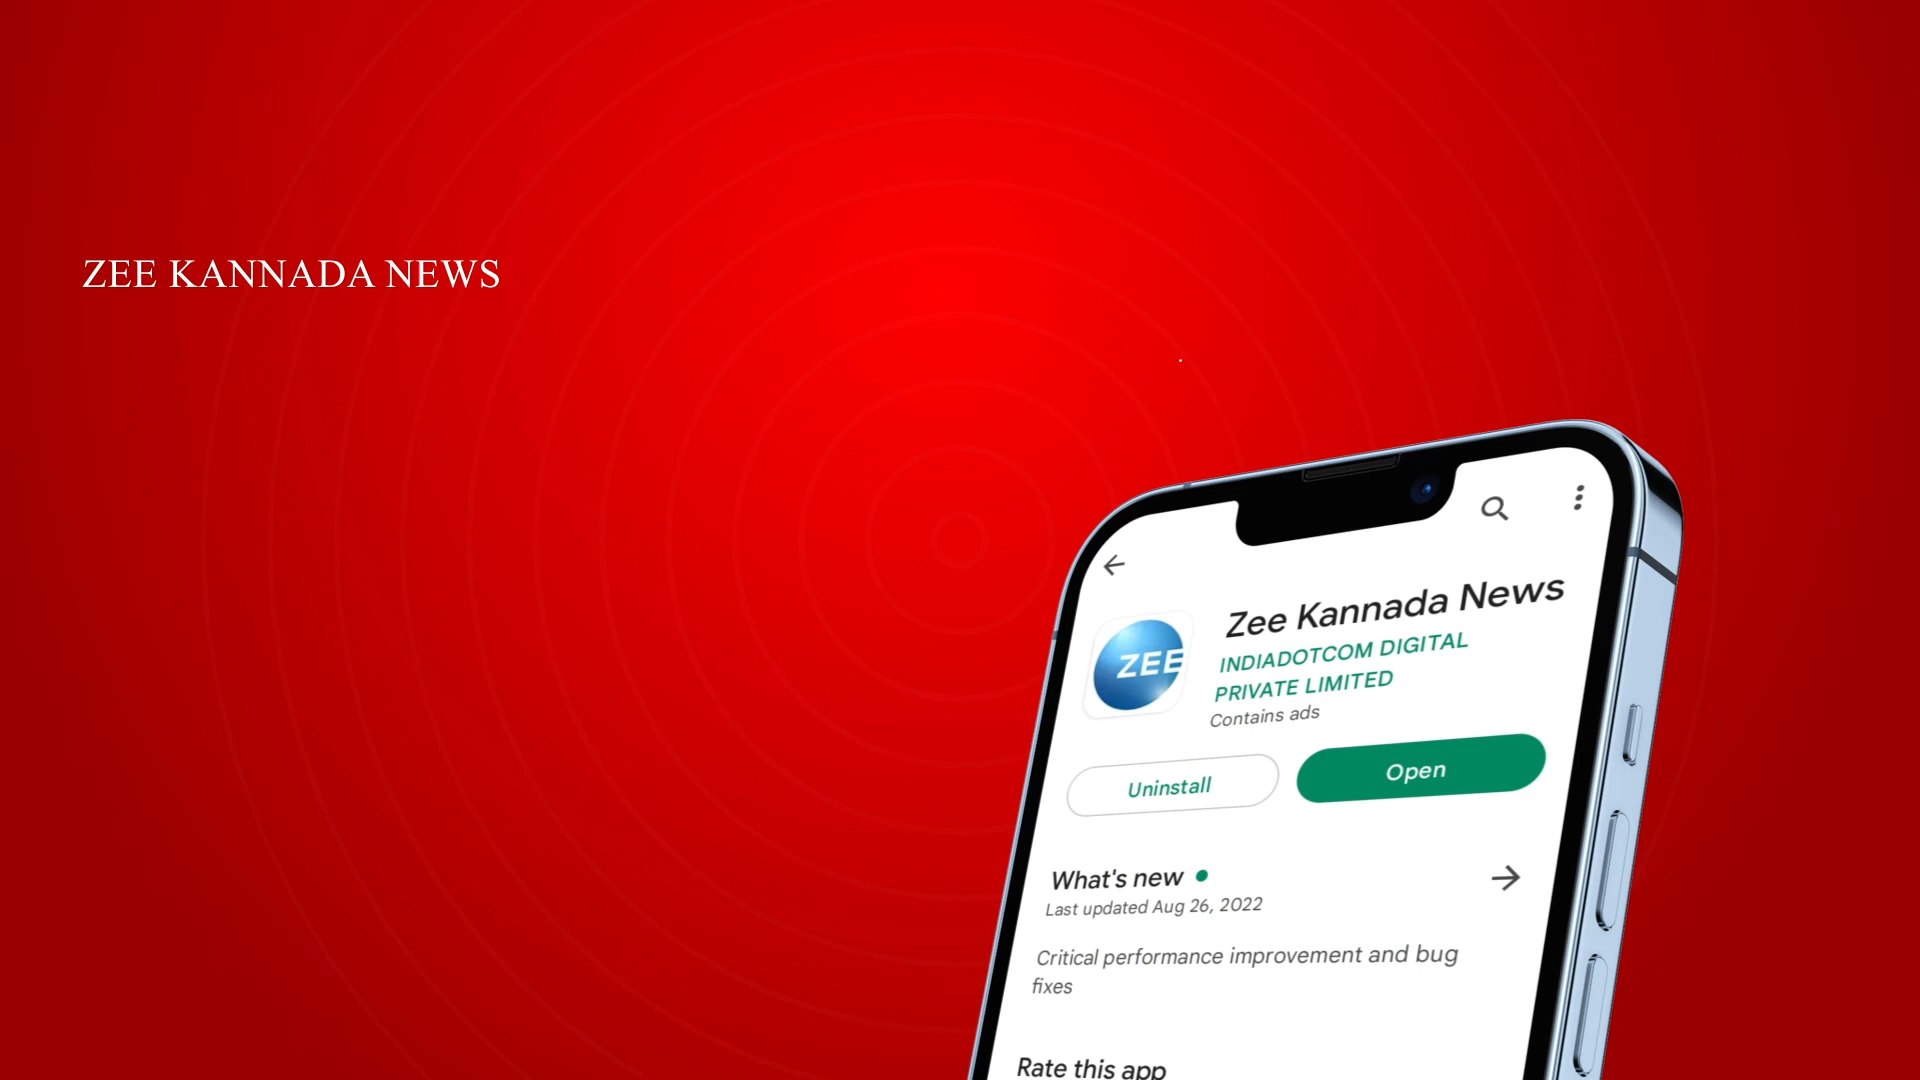 ZEE KANNADA NEWS
Zee Kannada News
INDIADOTCOM DIGITAL
PRIVATE LIMITED
Contains ads
ZEE
Uninstall
Open
What's new
Last updated Aug 26, 2022
Critical performance improvement and bug
fixes
Rate this app